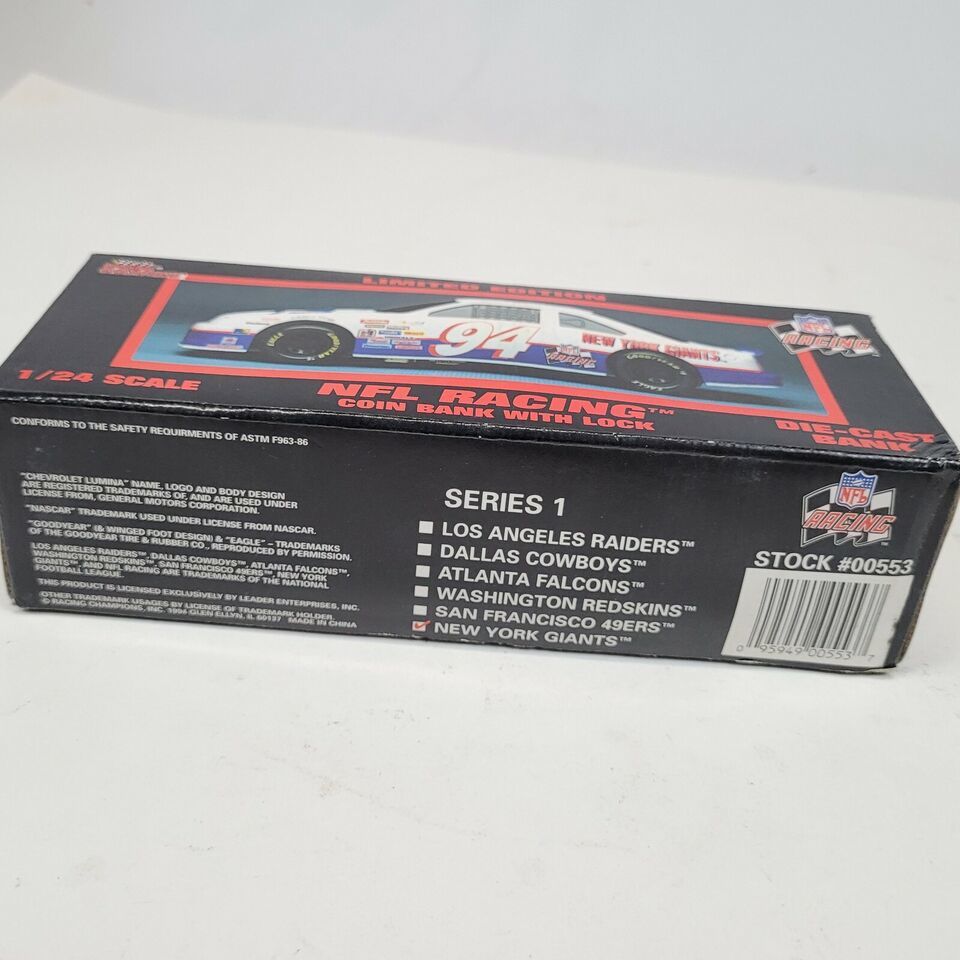 RACING CHAMPIONS
LIMITED EDITION
94
NFL RACING
NEW YORK GIANTS
NFL
RACING
1/24 SCALE
NFL RACING™
COIN BANK WITH LOCK
DIE-CAST
BANK
CONFORMS TO THE SAFETY REQUIRMENTS OF ASTM F963-86
"CHEVROLET LUMINA" NAME, LOGO AND BODY DESIGN
ARE REGISTERED TRADEMARKS OF, AND ARE USED UNDER
LICENSE FROM, GENERAL MOTORS CORPORATION.
"NASCAR" TRADEMARK USED UNDER LICENSE FROM NASCAR.
"GOODYEAR" (& WINGED FOOT DESIGN) & "EAGLE" – TRADEMARKS
OF THE GOODYEAR TIRE & RUBBER CO., REPRODUCED BY PERMISSION.
LOS ANGELES RAIDERS™, DALLAS COWBOYS™, ATLANTA FALCONS™,
WASHINGTON REDSKINS™, SAN FRANCISCO 49ERS™, NEW YORK
GIANTS™, AND NFL RACING ARE TRADEMARKS OF THE NATIONAL
FOOTBALL LEAGUE.
THIS PRODUCT IS LICENSED EXCLUSIVELY BY LEADER ENTERPRISES, INC.
OTHER TRADEMARK USAGES BY LICENSE OF TRADEMARK HOLDER.
© RACING CHAMPIONS, INC. 1994 GLEN ELLYN, IL 60137 MADE IN CHINA
SERIES 1
LOS ANGELES RAIDERS™
DALLAS COWBOYS™
ATLANTA FALCONS™
WASHINGTON REDSKINS™
SAN FRANCISCO 49ERS™
NEW YORK GIANTS™
NFL
RACING™
STOCK #00553
0 95949 00553 7